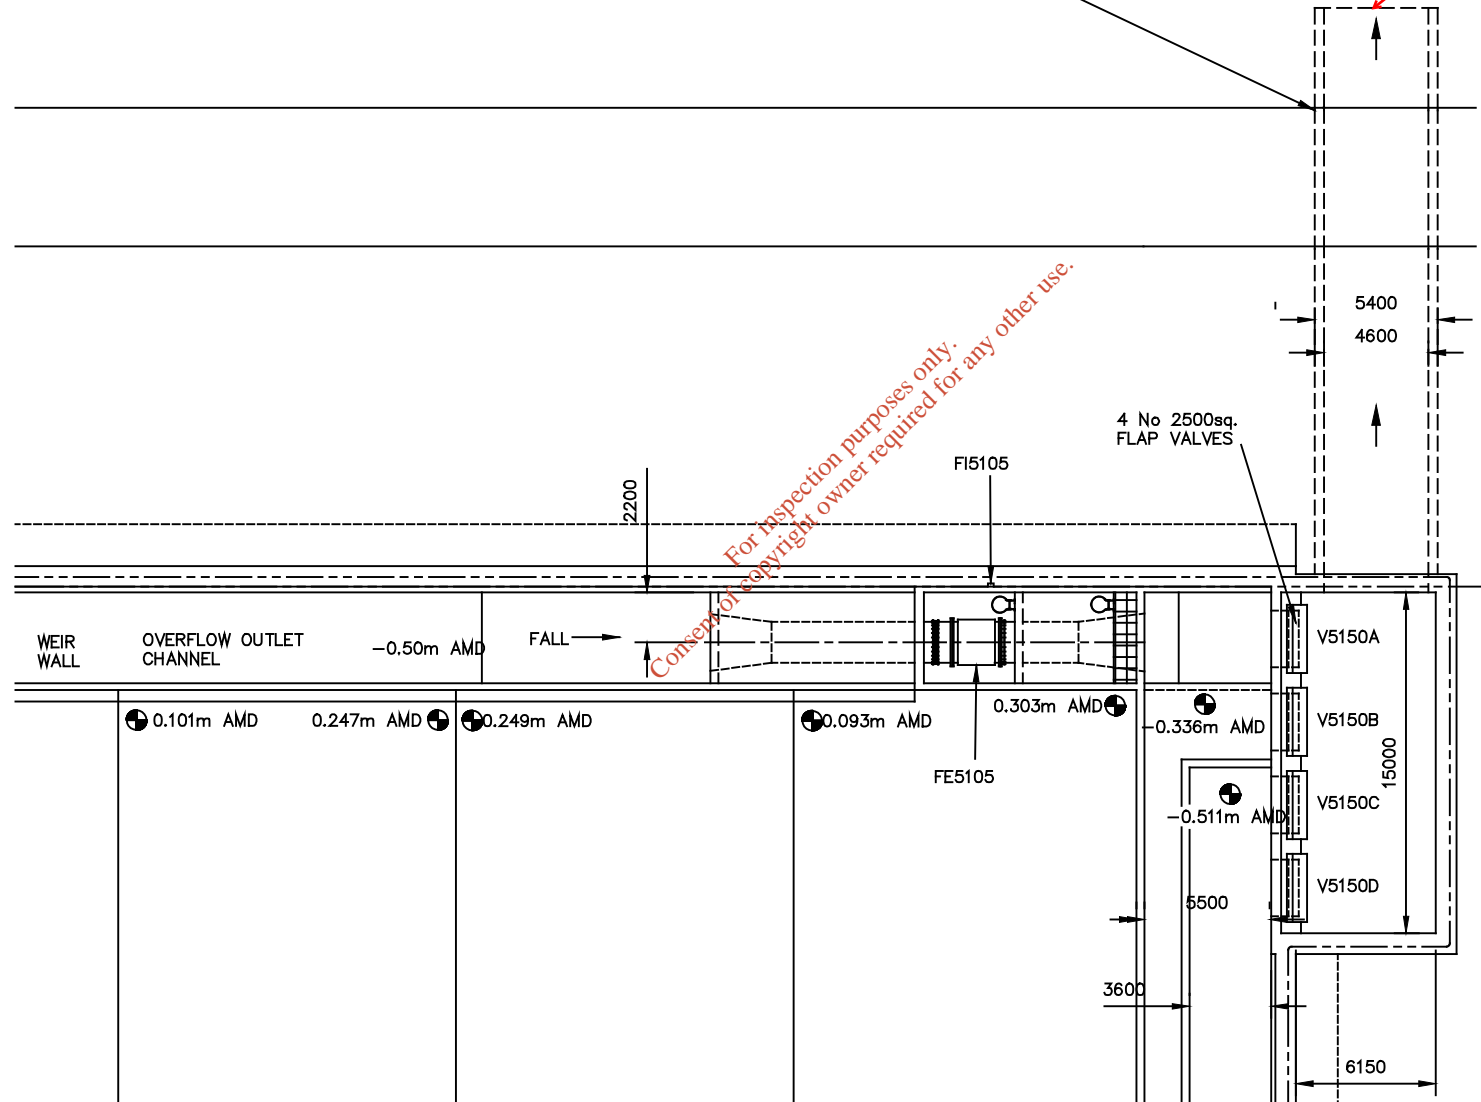 5400
4600
4 No 2500sq.
FLAP VALVES
For inspection purposes only.
Consent of copyright owner required for any other use.
FI5105
2200
WEIR
WALL
OVERFLOW OUTLET
CHANNEL
-0.50m AMD
FALL
V5150A
0.101m AMD
0.247m AMD
0.249m AMD
0.093m AMD
0.303m AMD
-0.336m AMD
V5150B
FE5105
15000
-0.511m AMD
V5150C
V5150D
5500
3600
6150